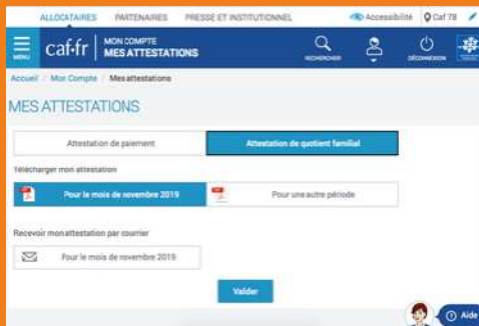 ALLOCATAIRES PARTENAIRES PRESSE ET INSTITUTIONNEL Accessibilité Caf 78
MENU caf.fr MON COMPTE MES ATTESTATIONS RECHERCHER DÉCONNEXION
Accueil / Mon Compte / Mes attestations
MES ATTESTATIONS
Attestation de paiement Attestation de quotient familial
Télécharger mon attestation
Pour le mois de novembre 2019 Pour une autre période
Recevoir mon attestation par courrier
Pour le mois de novembre 2019
Valider
Aide